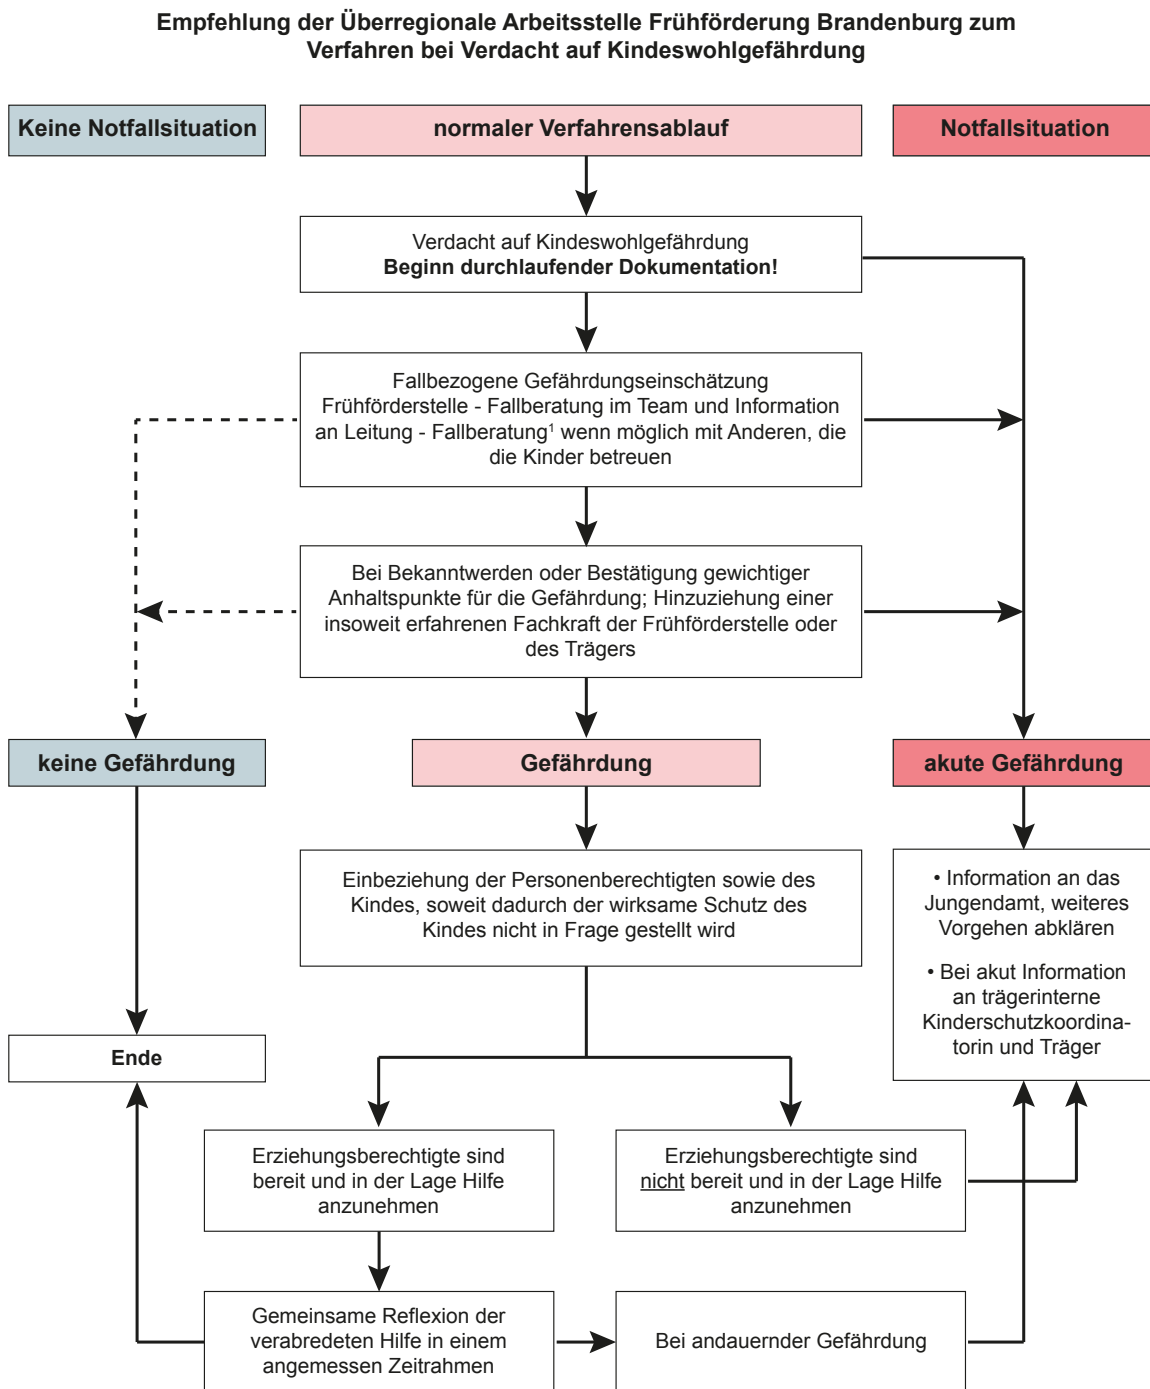 Empfehlung der Überregionale Arbeitsstelle Frühförderung Brandenburg zum
Verfahren bei Verdacht auf Kindeswohlgefährdung
Keine Notfallsituation
normaler Verfahrensablauf
Notfallsituation
Verdacht auf Kindeswohlgefährdung
Beginn durchlaufender Dokumentation!
Fallbezogene Gefährdungseinschätzung
Frühförderstelle - Fallberatung im Team und Information
an Leitung - Fallberatung¹ wenn möglich mit Anderen, die
die Kinder betreuen
Bei Bekanntwerden oder Bestätigung gewichtiger
Anhaltspunkte für die Gefährdung; Hinzuziehung einer
insoweit erfahrenen Fachkraft der Frühförderstelle oder
des Trägers
keine Gefährdung
Gefährdung
akute Gefährdung
Einbeziehung der Personenberechtigten sowie des
Kindes, soweit dadurch der wirksame Schutz des
Kindes nicht in Frage gestellt wird
• Information an das
Jungendamt, weiteres
Vorgehen abklären
• Bei akut Information
an trägerinterne
Kinderschutzkoordina-
torin und Träger
Ende
Erziehungsberechtigte sind
bereit und in der Lage Hilfe
anzunehmen
Erziehungsberechtigte sind
nicht bereit und in der Lage Hilfe
anzunehmen
Gemeinsame Reflexion der
verabredeten Hilfe in einem
angemessen Zeitrahmen
Bei andauernder Gefährdung